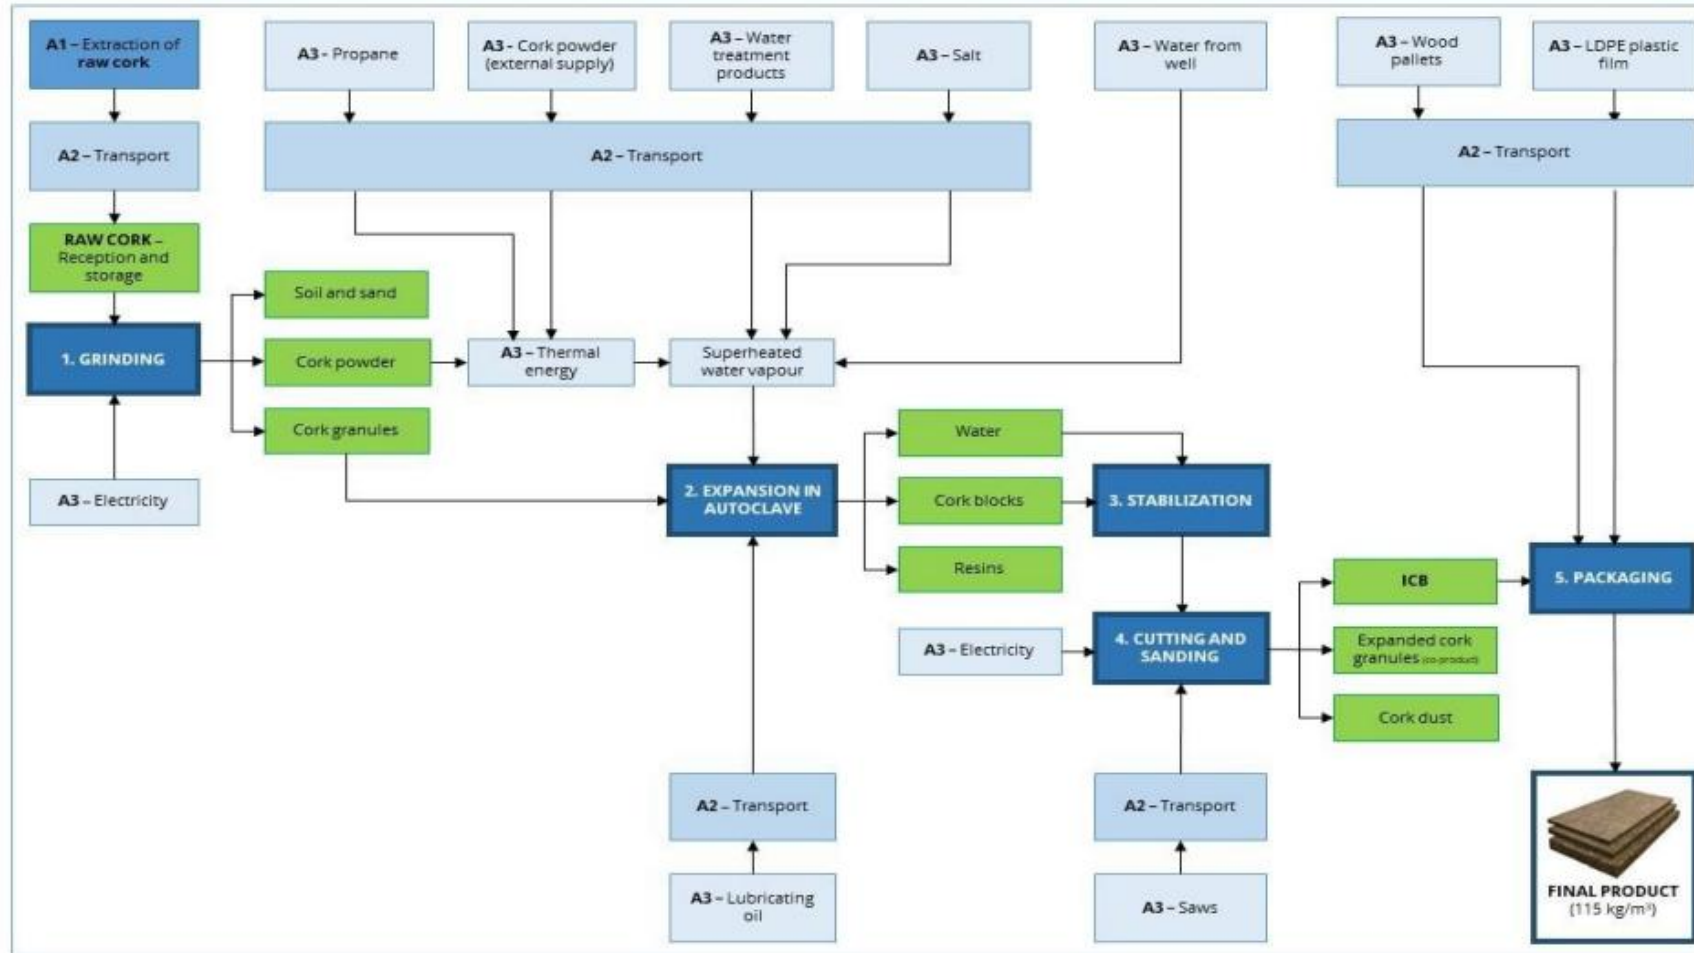 A1 – Extraction of
raw cork
A3 – Propane
A3 - Cork powder
(external supply)
A3 – Water
treatment
products
A3 – Salt
A3 – Water from
well
A3 – Wood
pallets
A3 – LDPE plastic
film
A2 – Transport
A2 – Transport
A2 – Transport
RAW CORK –
Reception and
storage
Soil and sand
1. GRINDING
Cork powder
A3 – Thermal
energy
Superheated
water vapour
Cork granules
Water
A3 – Electricity
2. EXPANSION IN
AUTOCLAVE
Cork blocks
3. STABILIZATION
Resins
ICB
5. PACKAGING
A3 – Electricity
4. CUTTING AND
SANDING
Expanded cork
granules (co-product)
Cork dust
A2 – Transport
A2 – Transport
A3 – Lubricating
oil
A3 – Saws
FINAL PRODUCT
(115 kg/m³)